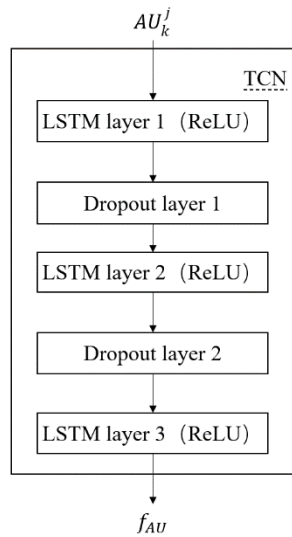 AU_k^j
TCN
LSTM layer 1 (ReLU)
Dropout layer 1
LSTM layer 2 (ReLU)
Dropout layer 2
LSTM layer 3 (ReLU)
f_AU